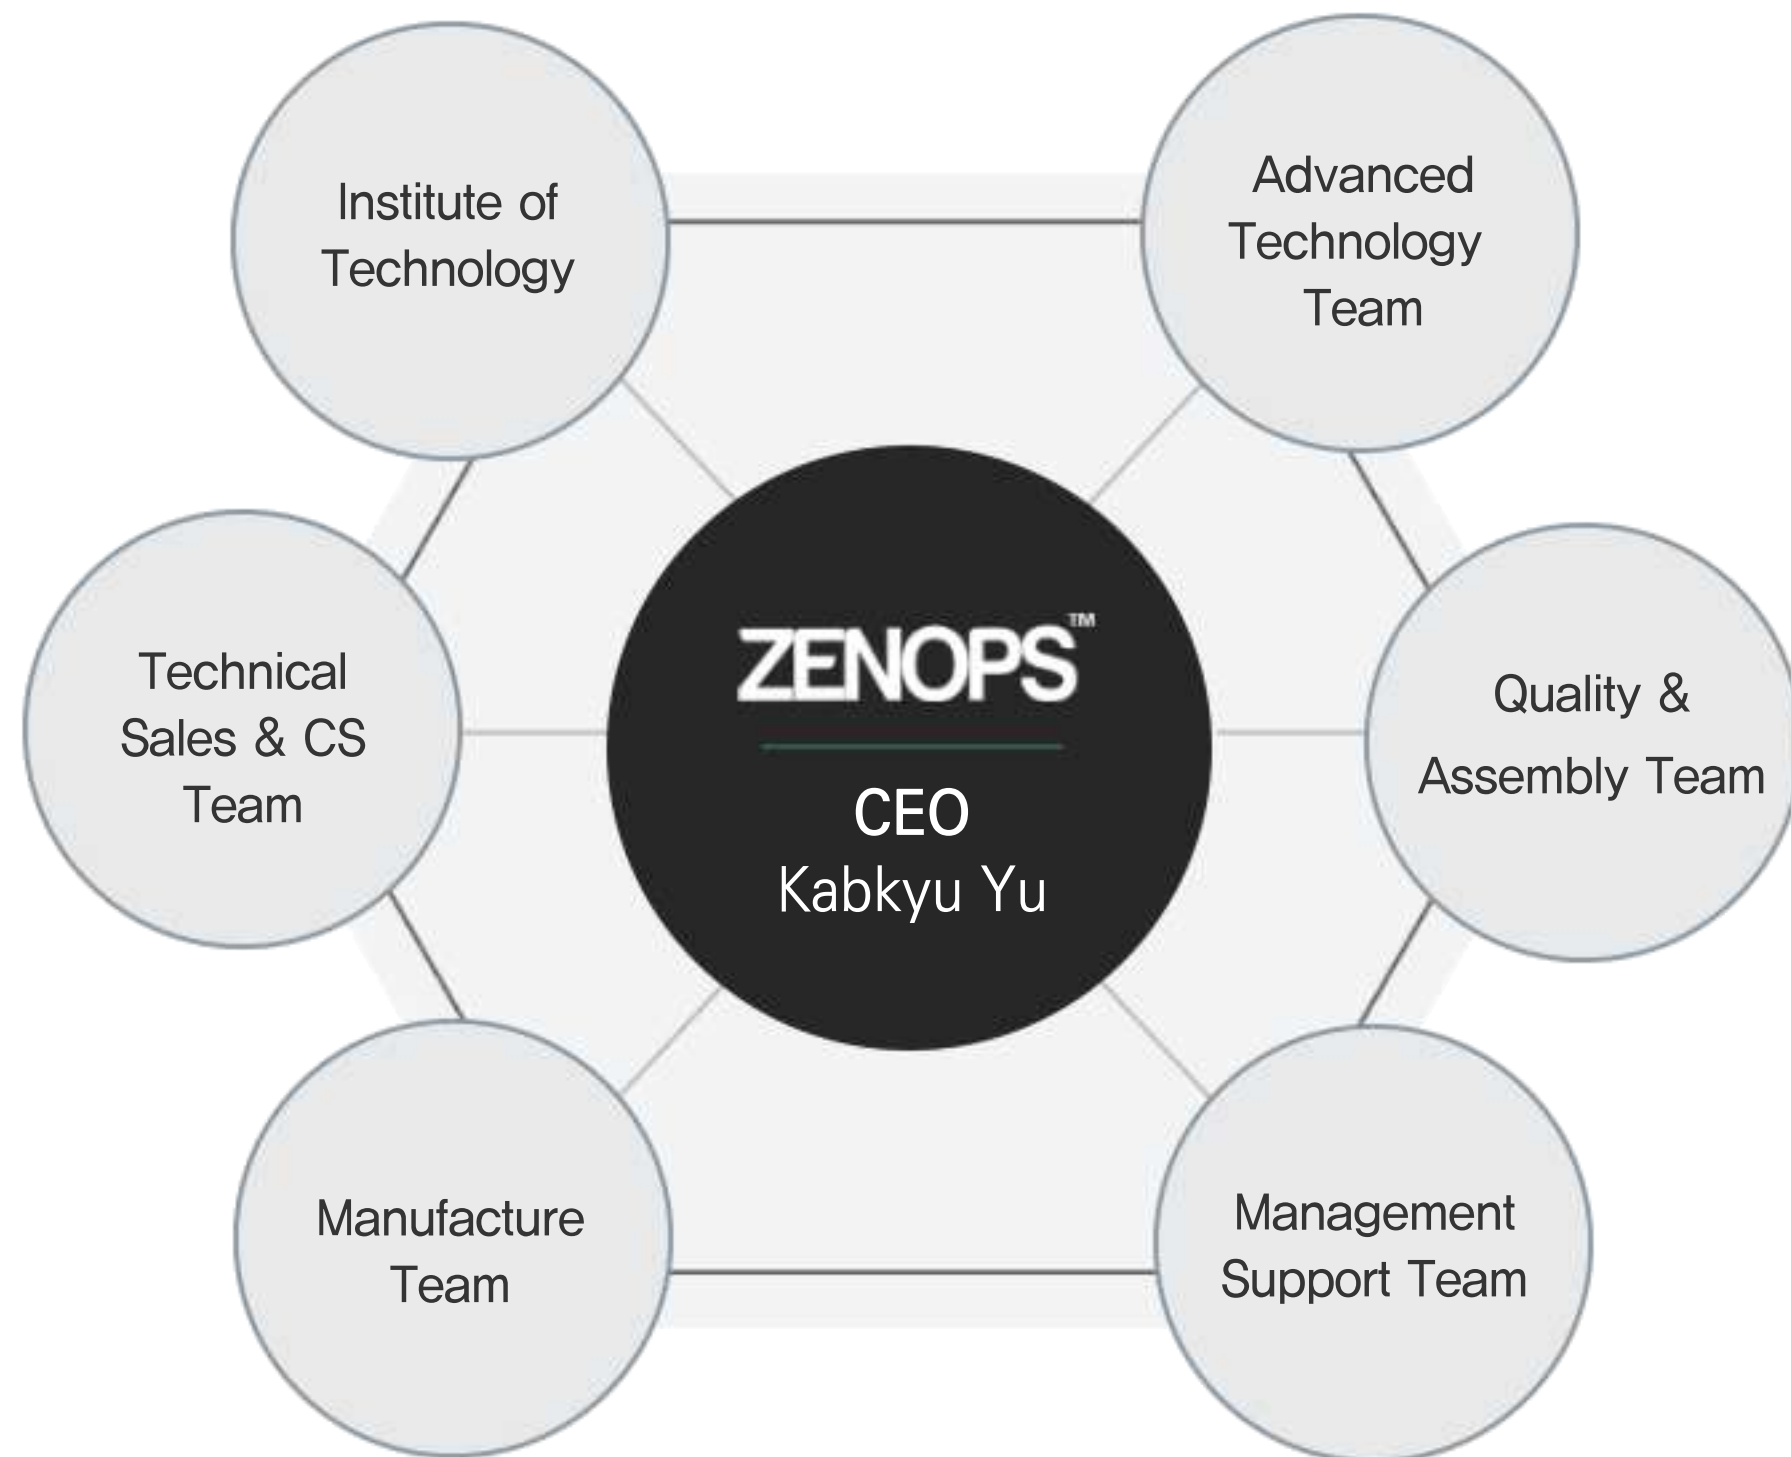 Institute of
Technology
Advanced
Technology
Team
Technical
Sales & CS
Team
ZENOPS™
CEO
Kabkyu Yu
Quality &
Assembly Team
Manufacture
Team
Management
Support Team